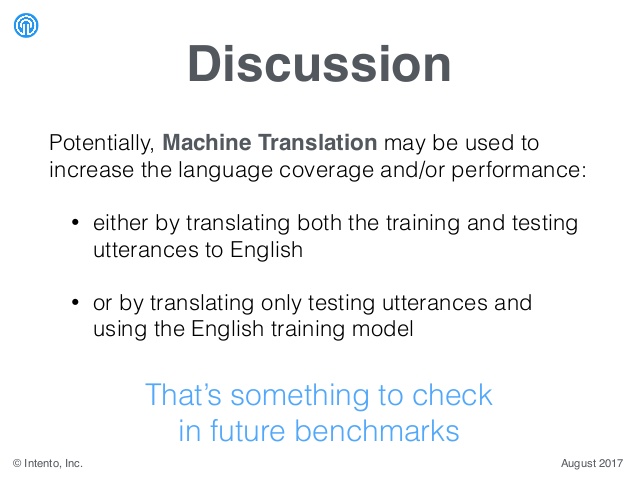 Discussion
Potentially, Machine Translation may be used to
increase the language coverage and/or performance:
• either by translating both the training and testing
utterances to English
• or by translating only testing utterances and
using the English training model
That’s something to check
in future benchmarks
© Intento, Inc.
August 2017